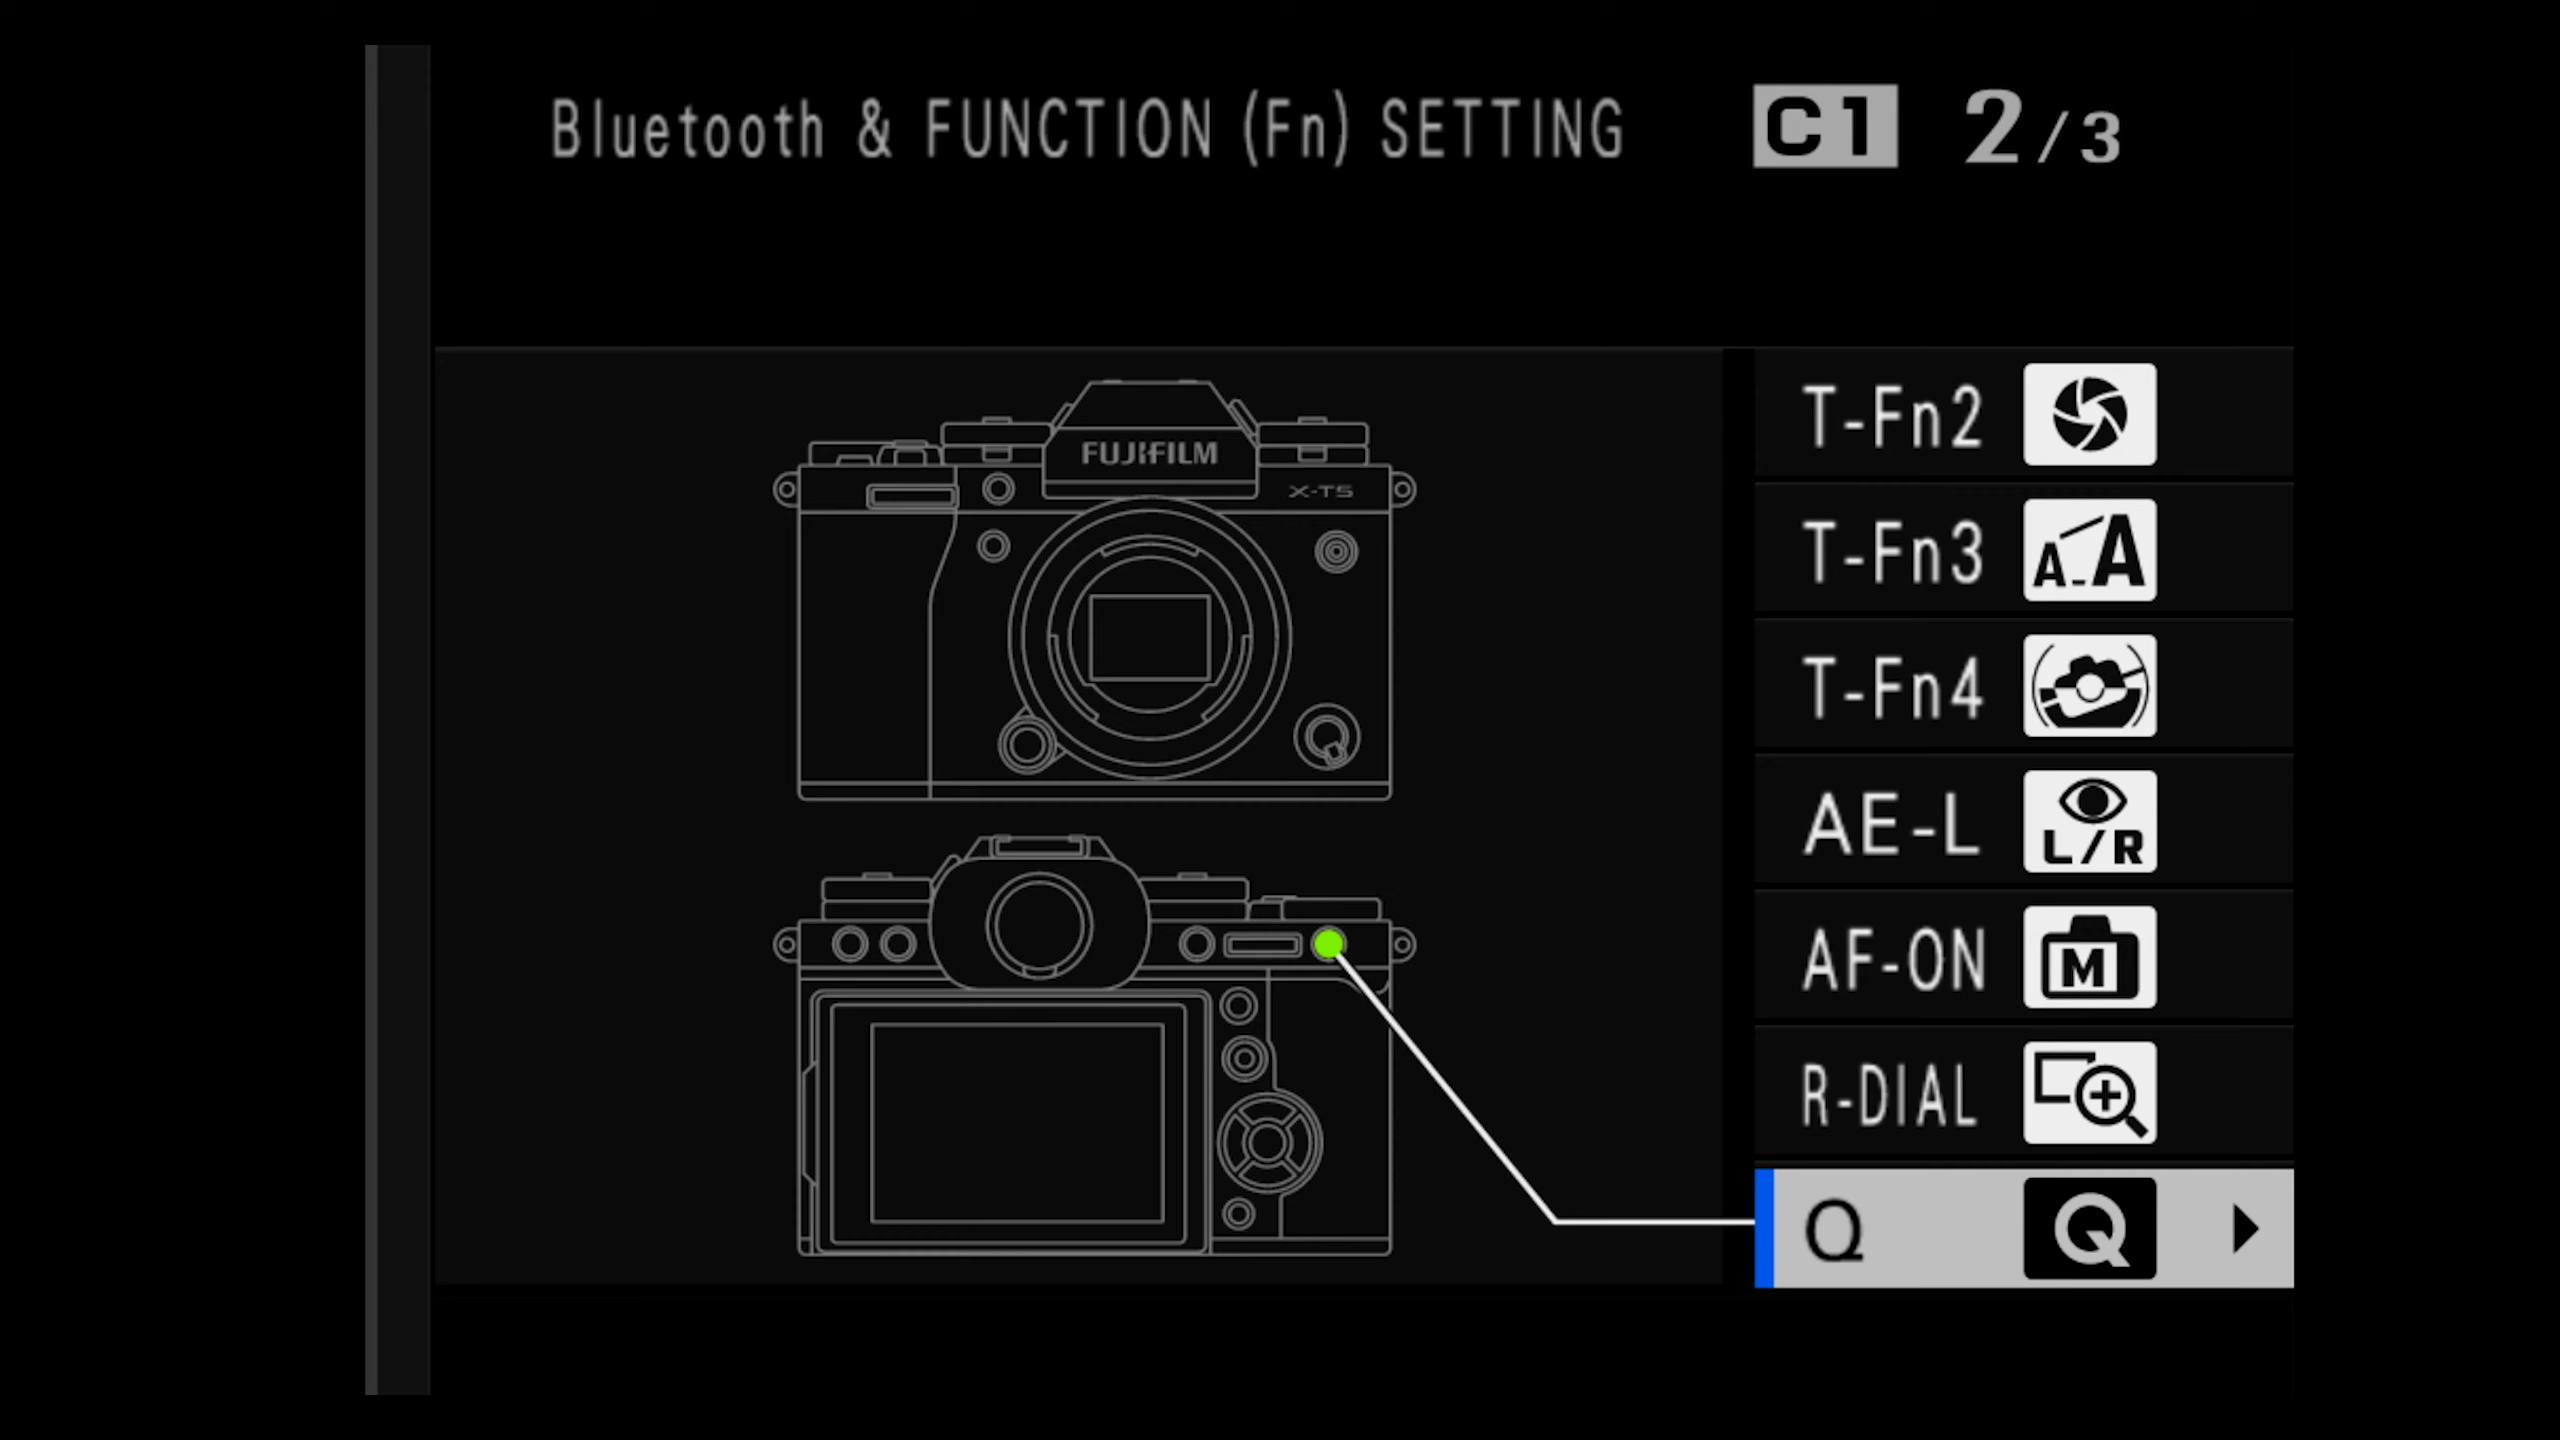 Bluetooth & FUNCTION (Fn) SETTING C1 2/3
FUJIFILM
X-T5
T-Fn2
T-Fn3 A-A
T-Fn4
AE-L L/R
AF-ON M
R-DIAL
Q Q